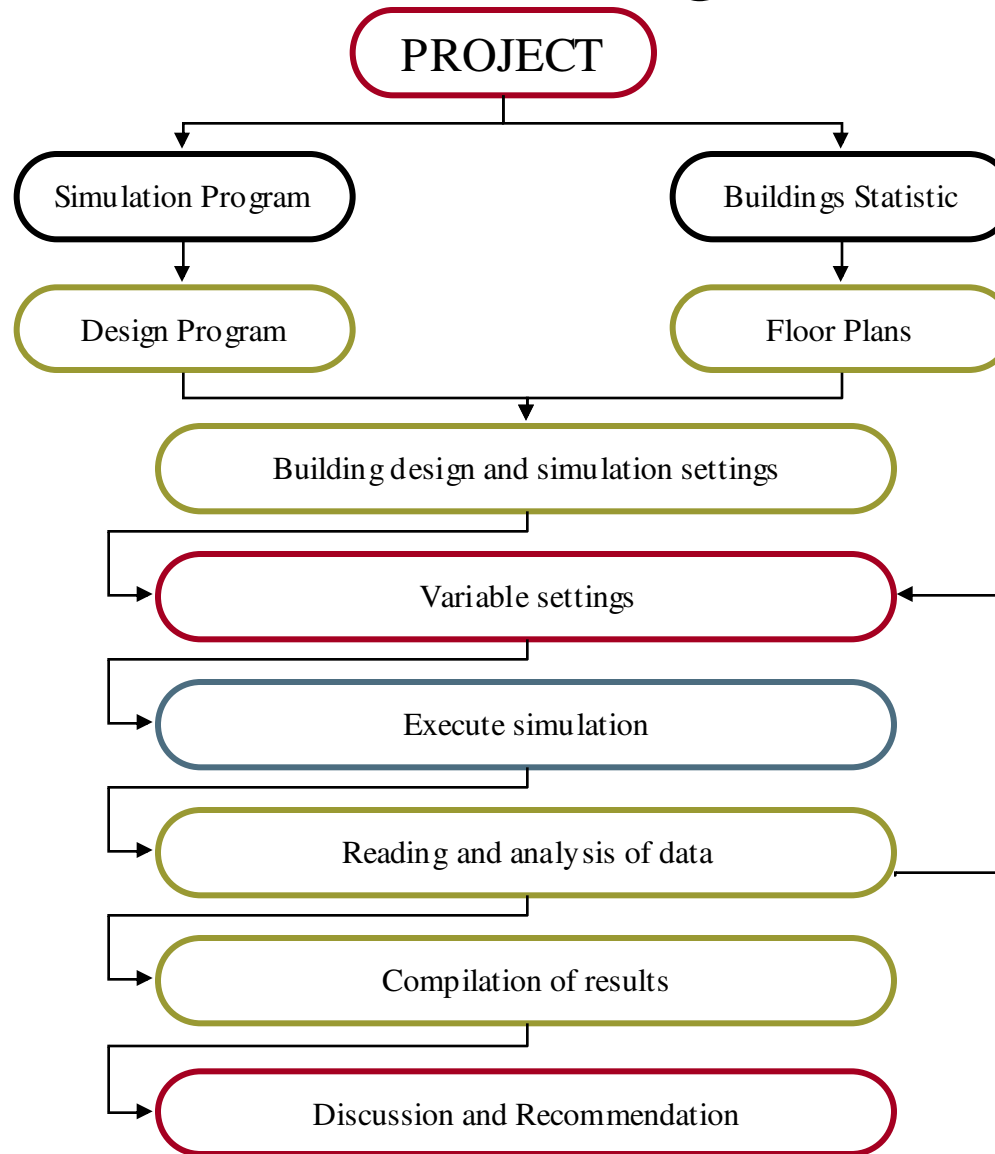 PROJECT
Simulation Program
Buildings Statistic
Design Program
Floor Plans
Building design and simulation settings
Variable settings
Execute simulation
Reading and analysis of data
Compilation of results
Discussion and Recommendation